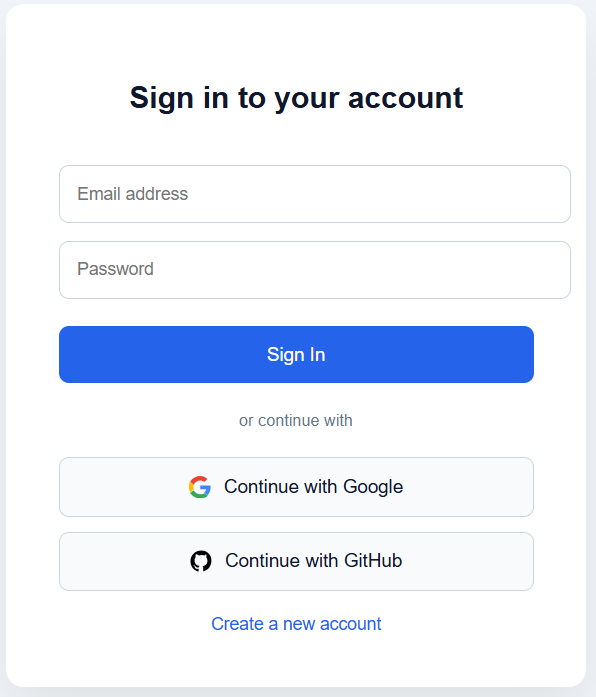 Sign in to your account
Email address
Password
Sign In
or continue with
Continue with Google
Continue with GitHub
Create a new account